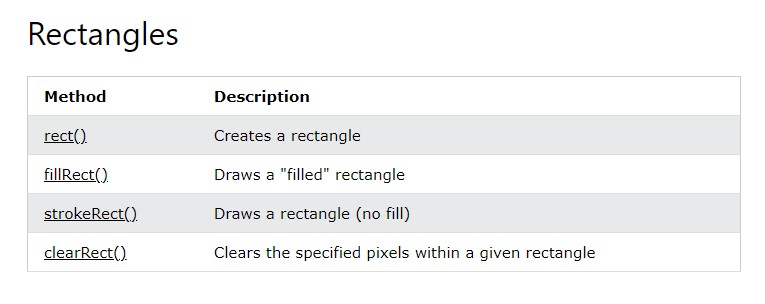 Rectangles
Method Description
rect() Creates a rectangle
fillRect() Draws a "filled" rectangle
strokeRect() Draws a rectangle (no fill)
clearRect() Clears the specified pixels within a given rectangle